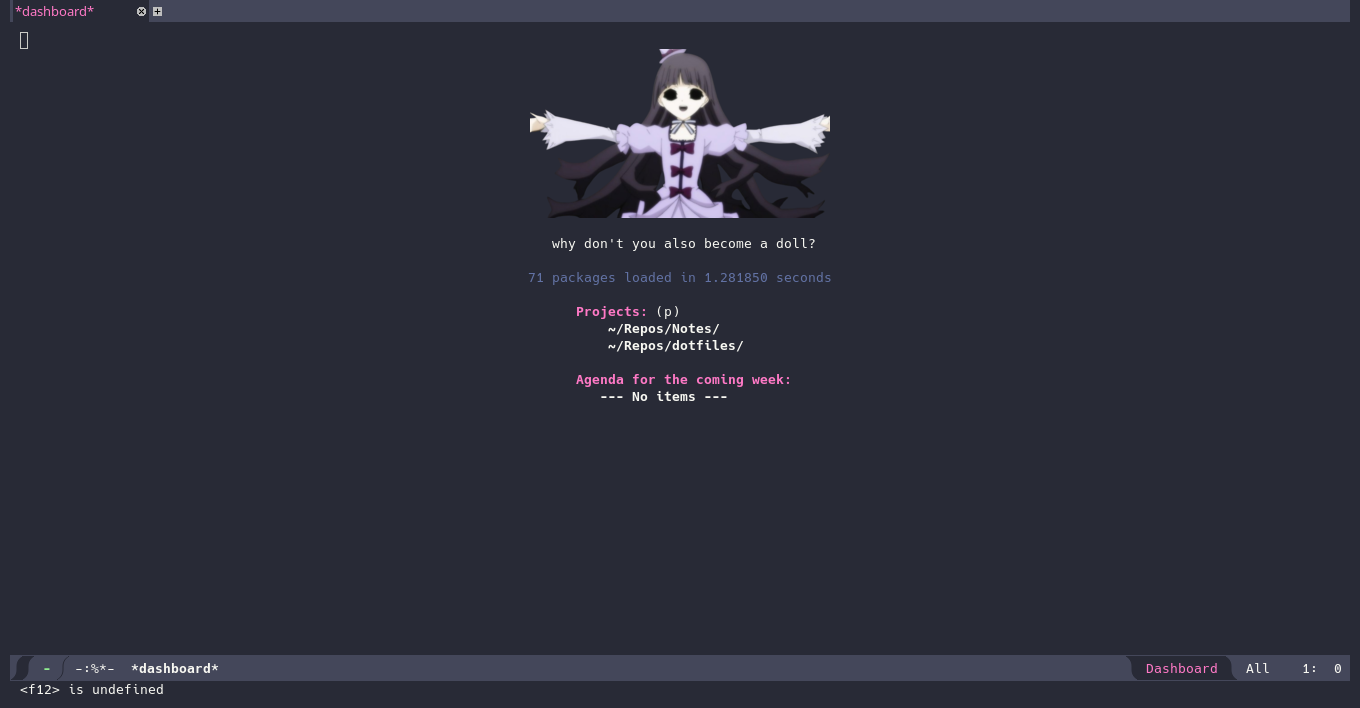 *dashboard*
why don't you also become a doll?
71 packages loaded in 1.281850 seconds
Projects: (p)
~/Repos/Notes/
~/Repos/dotfiles/
Agenda for the coming week:
--- No items ---
- -:%*- *dashboard* Dashboard All 1: 0
<f12> is undefined